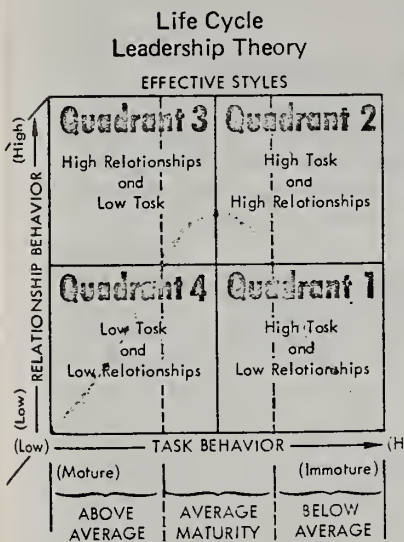 Life Cycle
Leadership Theory
EFFECTIVE STYLES
(High)
RELATIONSHIP BEHAVIOR
(Low)
Quadrant 3
High Relationships
and
Low Task
Quadrant 2
High Task
and
High Relationships
Quadrant 4
Low Task
and
Low Relationships
Quadrant 1
High Task
and
Low Relationships
(Low) TASK BEHAVIOR (H
(Mature) (Immature)
ABOVE AVERAGE BELOW
AVERAGE MATURITY AVERAGE